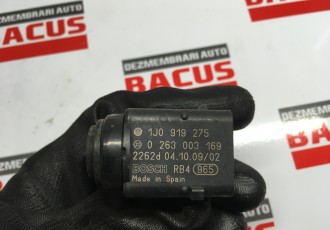 DEZMEMBRARI AUTO
BACUS
DEZMEMBRARI AUTO
BACUS
1J0 919 275
0 263 003 169
2262d 04.10.09/02
BOSCH RB4 965
Made in Spain